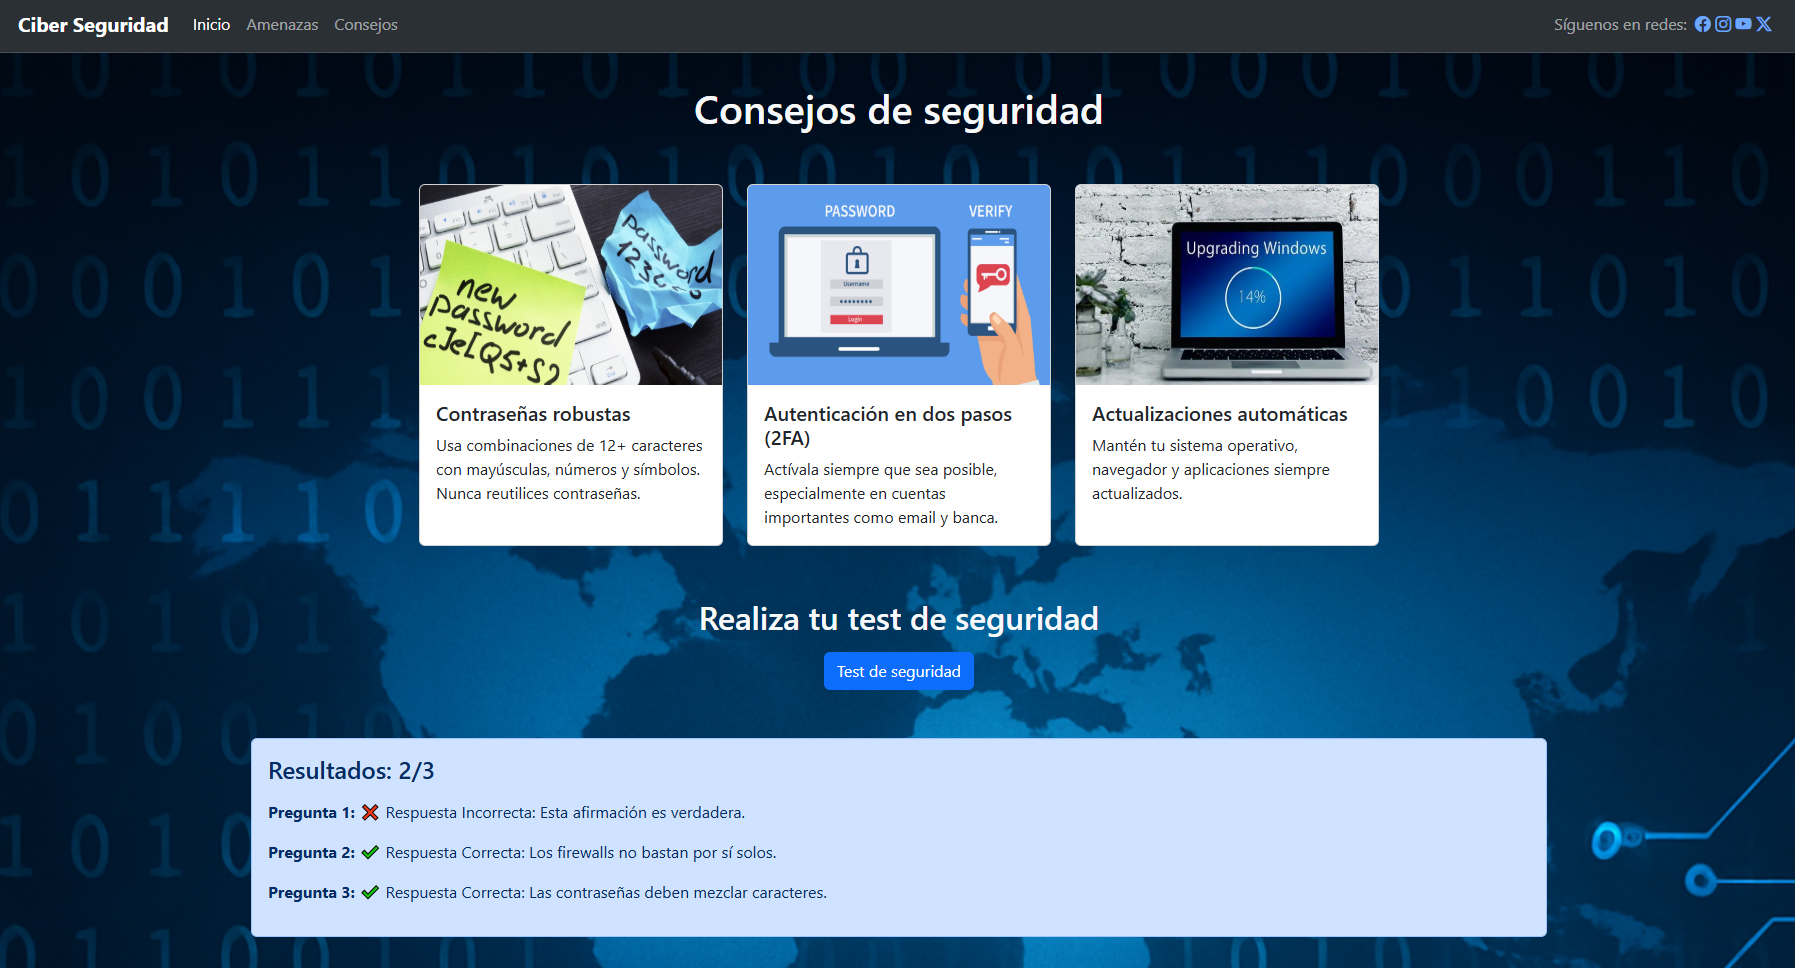 Ciber Seguridad Inicio Amenazas Consejos Síguenos en redes:
Consejos de seguridad
new
password
cJe[Q5+S?
Password
PASSWORD
VERIFY
Username
Login
Upgrading Windows
14%
Contraseñas robustas
Usa combinaciones de 12+ caracteres
con mayúsculas, números y símbolos.
Nunca reutilices contraseñas.
Autenticación en dos pasos
(2FA)
Actívala siempre que sea posible,
especialmente en cuentas
importantes como email y banca.
Actualizaciones automáticas
Mantén tu sistema operativo,
navegador y aplicaciones siempre
actualizados.
Realiza tu test de seguridad
Test de seguridad
Resultados: 2/3
Pregunta 1: ❌ Respuesta Incorrecta: Esta afirmación es verdadera.
Pregunta 2: ✔ Respuesta Correcta: Los firewalls no bastan por sí solos.
Pregunta 3: ✔ Respuesta Correcta: Las contraseñas deben mezclar caracteres.